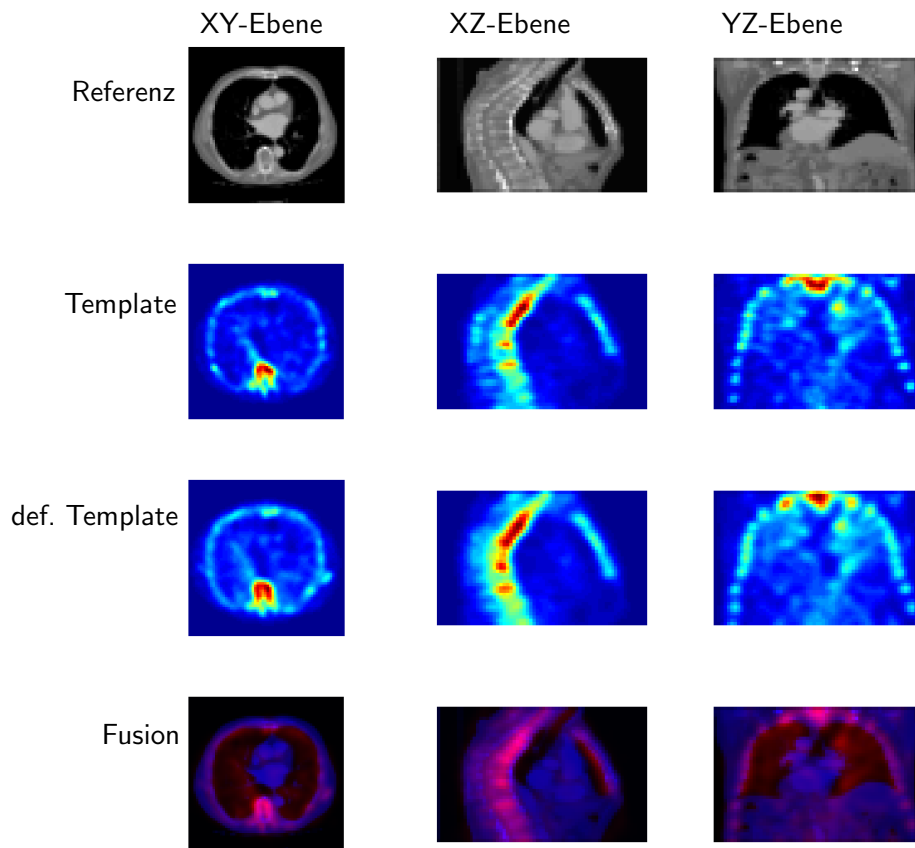 XY-Ebene XZ-Ebene YZ-Ebene
Referenz
Template
def. Template
Fusion